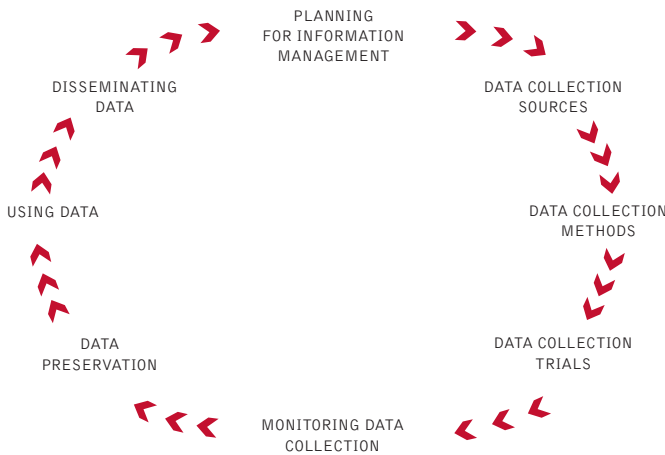 PLANNING
FOR INFORMATION
MANAGEMENT
DATA COLLECTION
SOURCES
DATA COLLECTION
METHODS
DATA COLLECTION
TRIALS
MONITORING DATA
COLLECTION
DATA
PRESERVATION
USING DATA
DISSEMINATING
DATA